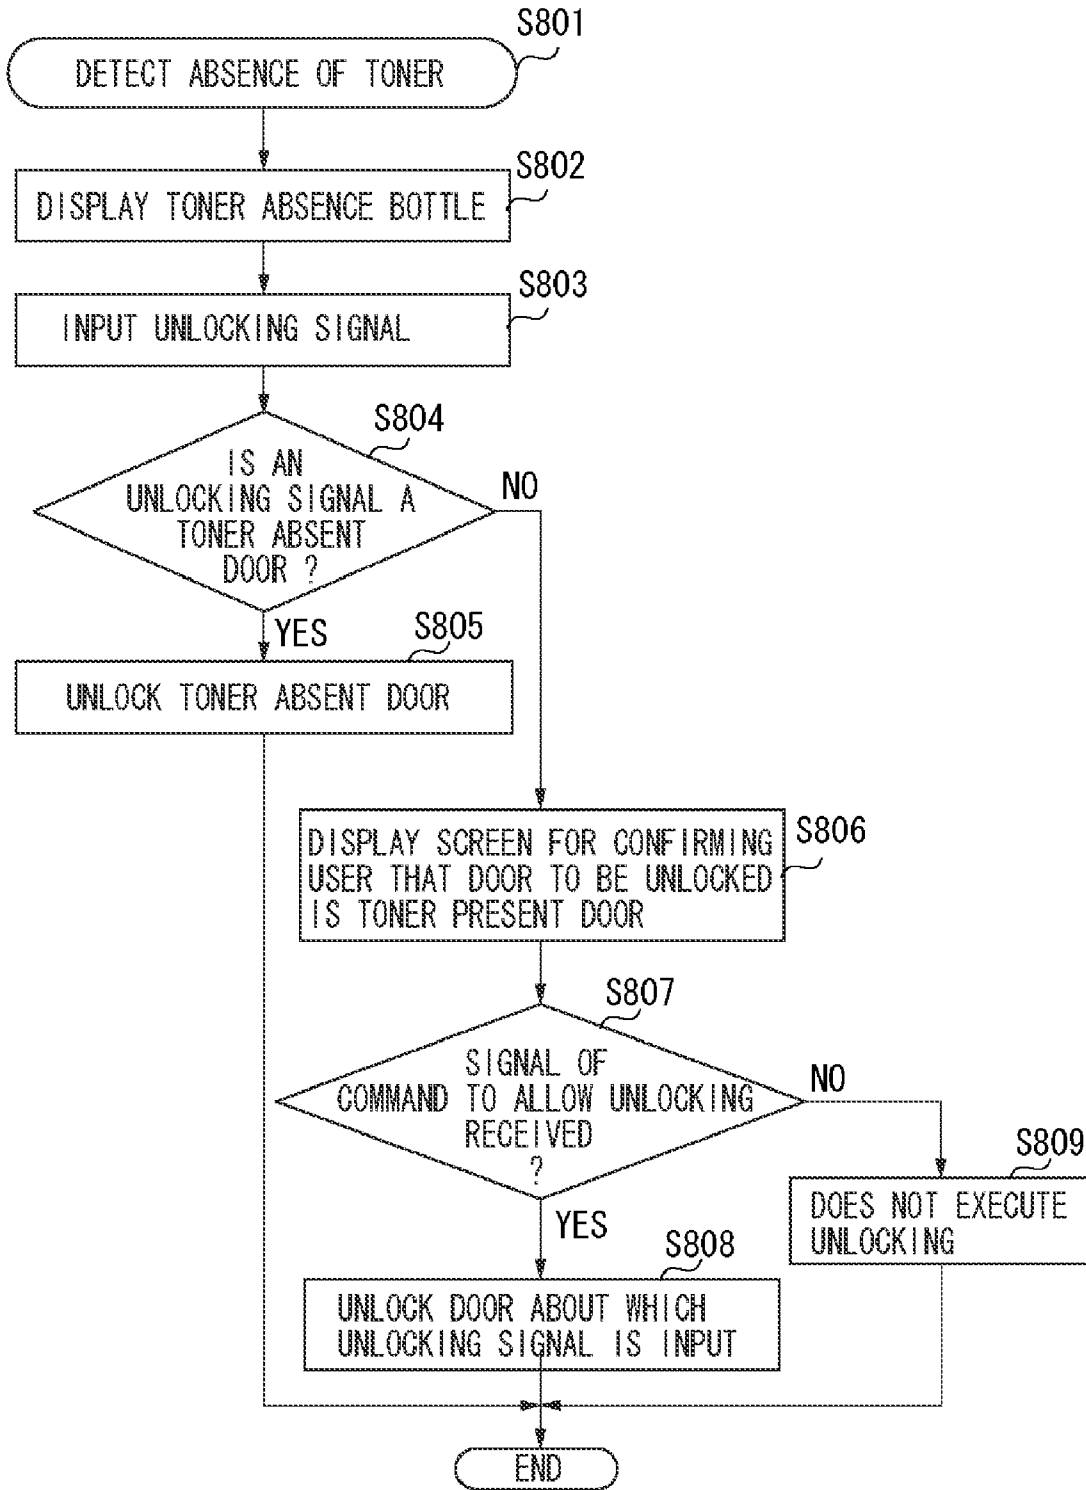 S801
DETECT ABSENCE OF TONER
S802
DISPLAY TONER ABSENCE BOTTLE
S803
INPUT UNLOCKING SIGNAL
S804
IS AN
UNLOCKING SIGNAL A
TONER ABSENT
DOOR ?
NO
YES
S805
UNLOCK TONER ABSENT DOOR
S806
DISPLAY SCREEN FOR CONFIRMING
USER THAT DOOR TO BE UNLOCKED
IS TONER PRESENT DOOR
S807
SIGNAL OF
COMMAND TO ALLOW UNLOCKING
RECEIVED
?
NO
YES
S809
DOES NOT EXECUTE
UNLOCKING
S808
UNLOCK DOOR ABOUT WHICH
UNLOCKING SIGNAL IS INPUT
END